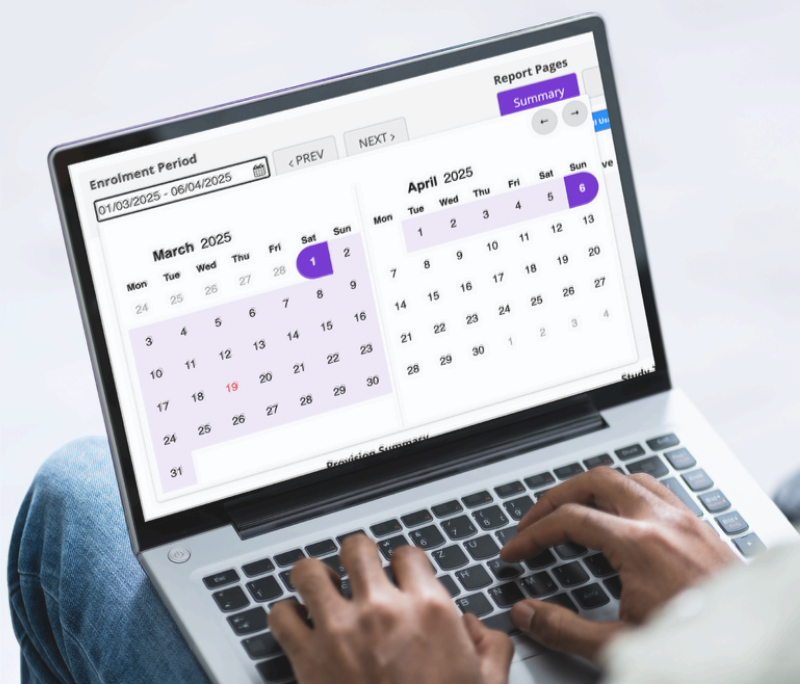 Report Pages
Summary
Enrolment Period
01/03/2025 - 06/04/2025
‹ PREV
NEXT ›
← →
ve
March 2025
Mon Tue Wed Thu Fri Sat Sun
24 25 26 27 28 1 2
3 4 5 6 7 8 9
10 11 12 13 14 15 16
17 18 19 20 21 22 23
24 25 26 27 28 29 30
31
April 2025
Mon Tue Wed Thu Fri Sat Sun
1 2 3 4 5 6
7 8 9 10 11 12 13
14 15 16 17 18 19 20
21 22 23 24 25 26 27
28 29 30 1 2 3 4
Provision Summary
Study
Esc